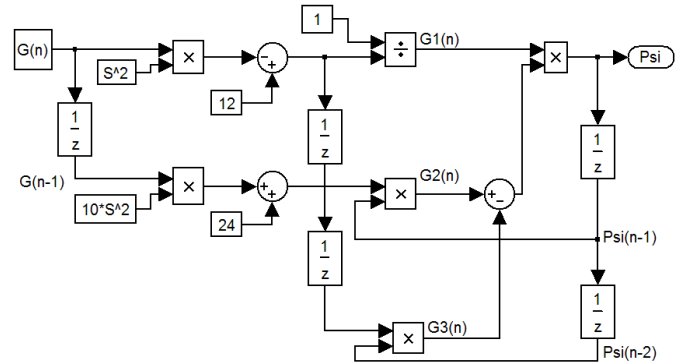 1
G1(n)
G(n)
×
−
+
÷
×
Psi
S^2
12
1
z
1
z
1
z
G(n-1)
×
+
+
×
G2(n)
+
−
10*S^2
24
Psi(n-1)
1
z
1
z
×
G3(n)
Psi(n-2)